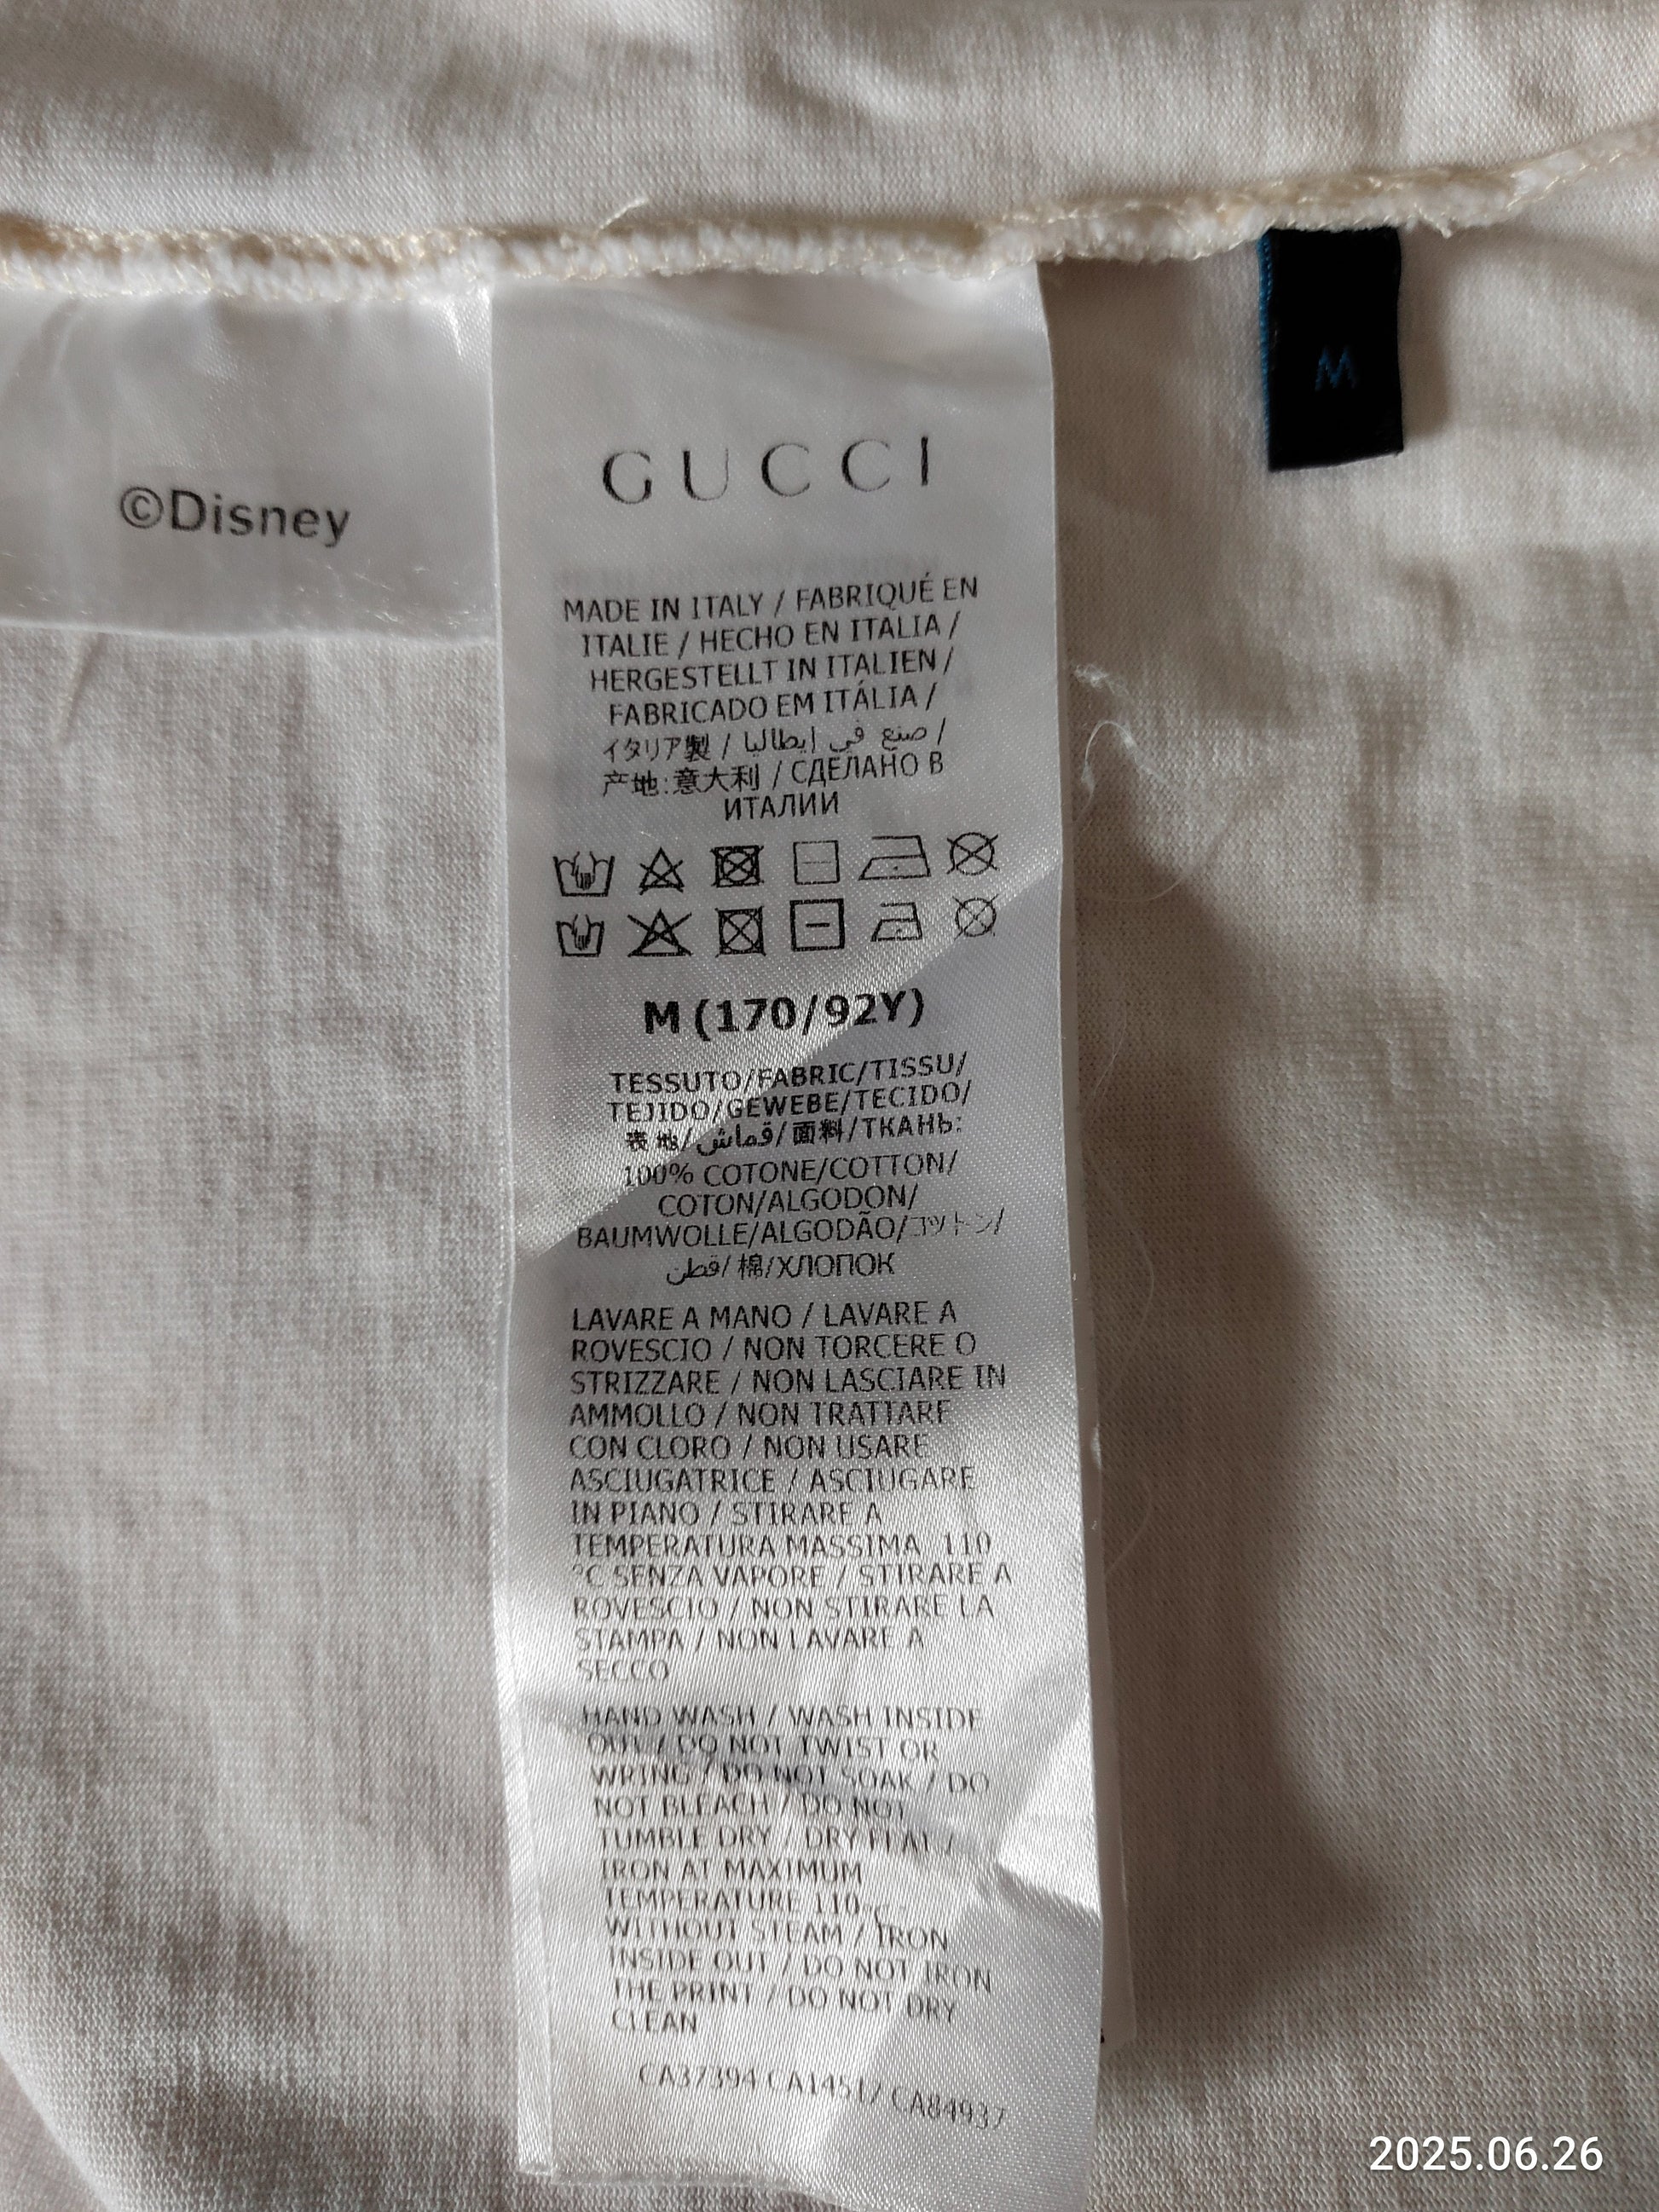 ©Disney
M
GUCCI
MADE IN ITALY / FABRIQUÉ EN
ITALIE / HECHO EN ITALIA /
HERGESTELLT IN ITALIEN /
FABRICADO EM ITÁLIA /
イタリア製 / صنع في إيطاليا /
产地:意大利 / СДЕЛАНО В
ИТАЛИИ
M (170/92Y)
TESSUTO/FABRIC/TISSU/
TEJIDO/GEWEBE/TECIDO/
表地/قماش/面料/ТКАНЬ:
100% COTONE/COTTON/
COTON/ALGODON/
BAUMWOLLE/ALGODÃO/コットン/
قطن/棉/ХЛОПОК
LAVARE A MANO / LAVARE A
ROVESCIO / NON TORCERE O
STRIZZARE / NON LASCIARE IN
AMMOLLO / NON TRATTARE
CON CLORO / NON USARE
ASCIUGATRICE / ASCIUGARE
IN PIANO / STIRARE A
TEMPERATURA MASSIMA 110
°C SENZA VAPORE / STIRARE A
ROVESCIO / NON STIRARE LA
STAMPA / NON LAVARE A
SECCO
HAND WASH / WASH INSIDE
OUT / DO NOT TWIST OR
WRING / DO NOT SOAK / DO
NOT BLEACH / DO NOT
TUMBLE DRY / DRY FLAT /
IRON AT MAXIMUM
TEMPERATURE 110
WITHOUT STEAM / IRON
INSIDE OUT / DO NOT IRON
THE PRINT / DO NOT DRY
CLEAN
CA37394 CA14517 CA84937
2025.06.26